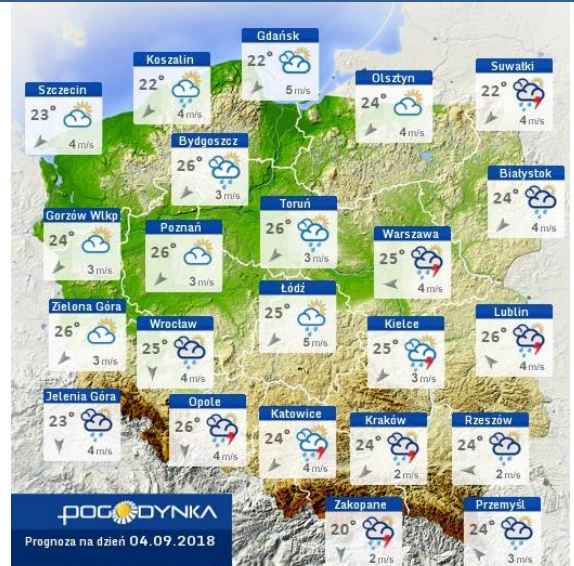 Gdańsk
22°
5 m/s
Koszalin
22°
4 m/s
Suwałki
22°
4 m/s
Olsztyn
24°
4 m/s
Szczecin
23°
4 m/s
Bydgoszcz
26°
3 m/s
Białystok
24°
4 m/s
Toruń
26°
3 m/s
Gorzów Wlkp
24°
3 m/s
Poznań
26°
3 m/s
Warszawa
25°
4 m/s
Łódź
25°
5 m/s
Zielona Góra
26°
3 m/s
Lublin
26°
4 m/s
Wrocław
25°
4 m/s
Kielce
25°
3 m/s
Jelenia Góra
23°
4 m/s
Opole
26°
4 m/s
Katowice
24°
4 m/s
Kraków
24°
2 m/s
Rzeszów
24°
2 m/s
Zakopane
20°
2 m/s
Przemyśl
24°
3 m/s
POGODYNKA
Prognoza na dzień 04.09.2018